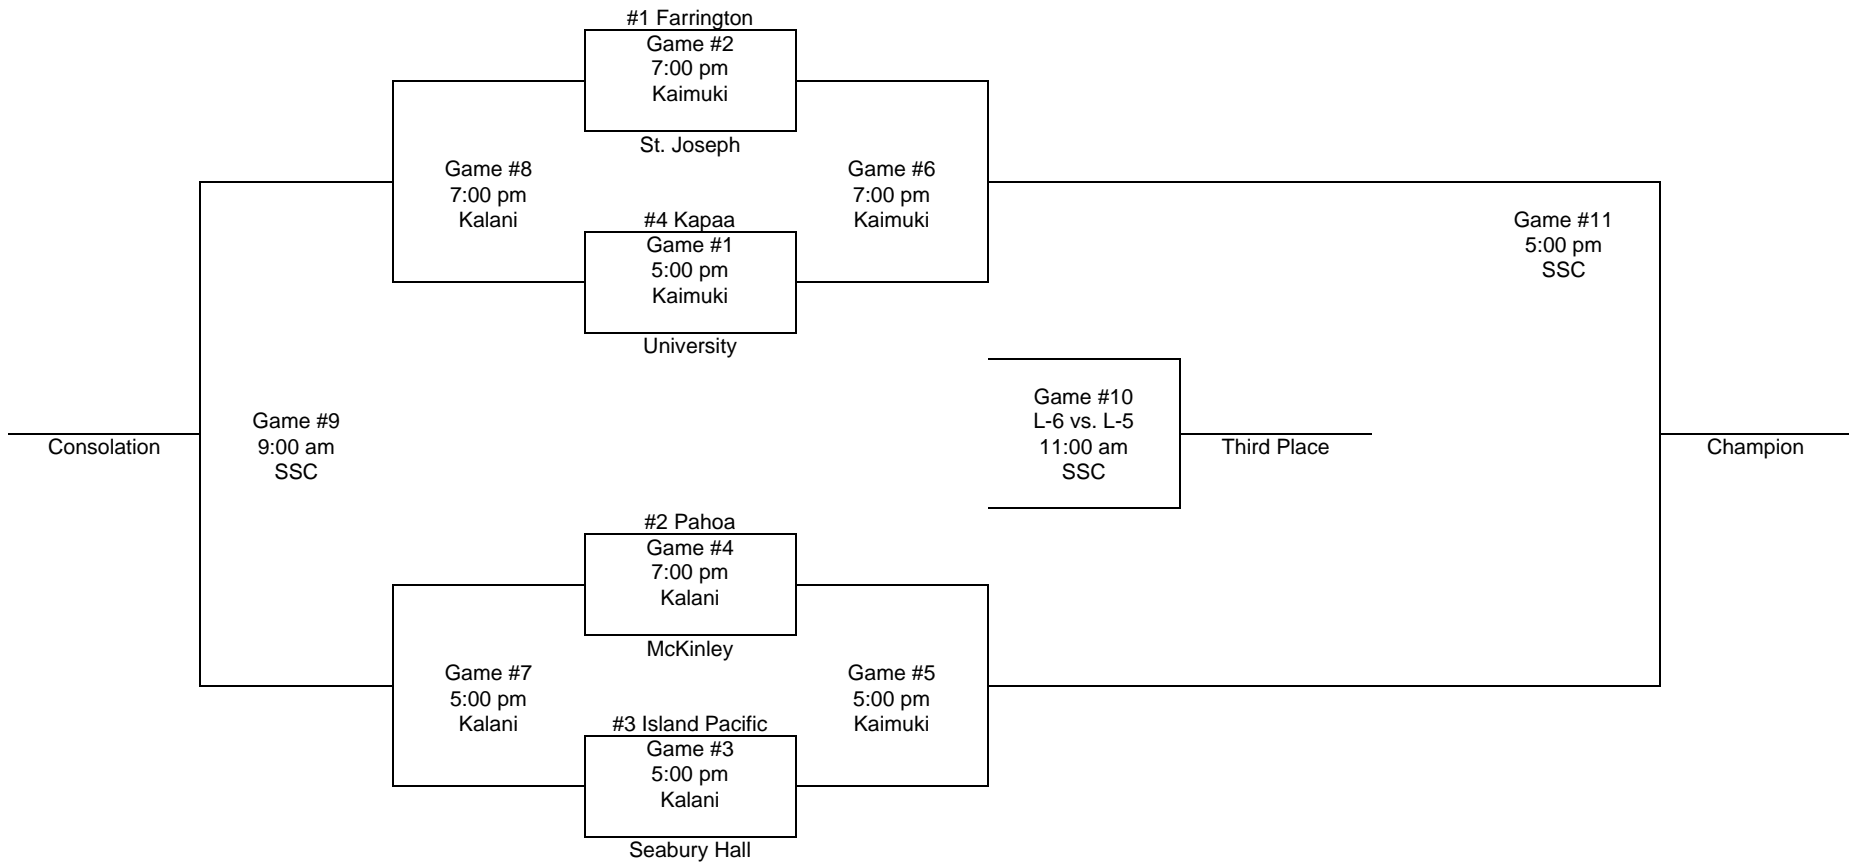 #1 Farrington
Game #2
7:00 pm
Kaimuki
St. Joseph
Game #8
7:00 pm
Kalani
Game #6
7:00 pm
Kaimuki
#4 Kapaa
Game #1
5:00 pm
Kaimuki
University
Game #11
5:00 pm
SSC
Game #9
9:00 am
SSC
Consolation
Game #10
L-6 vs. L-5
11:00 am
SSC
Third Place
Champion
#2 Pahoa
Game #4
7:00 pm
Kalani
McKinley
Game #7
5:00 pm
Kalani
Game #5
5:00 pm
Kaimuki
#3 Island Pacific
Game #3
5:00 pm
Kalani
Seabury Hall